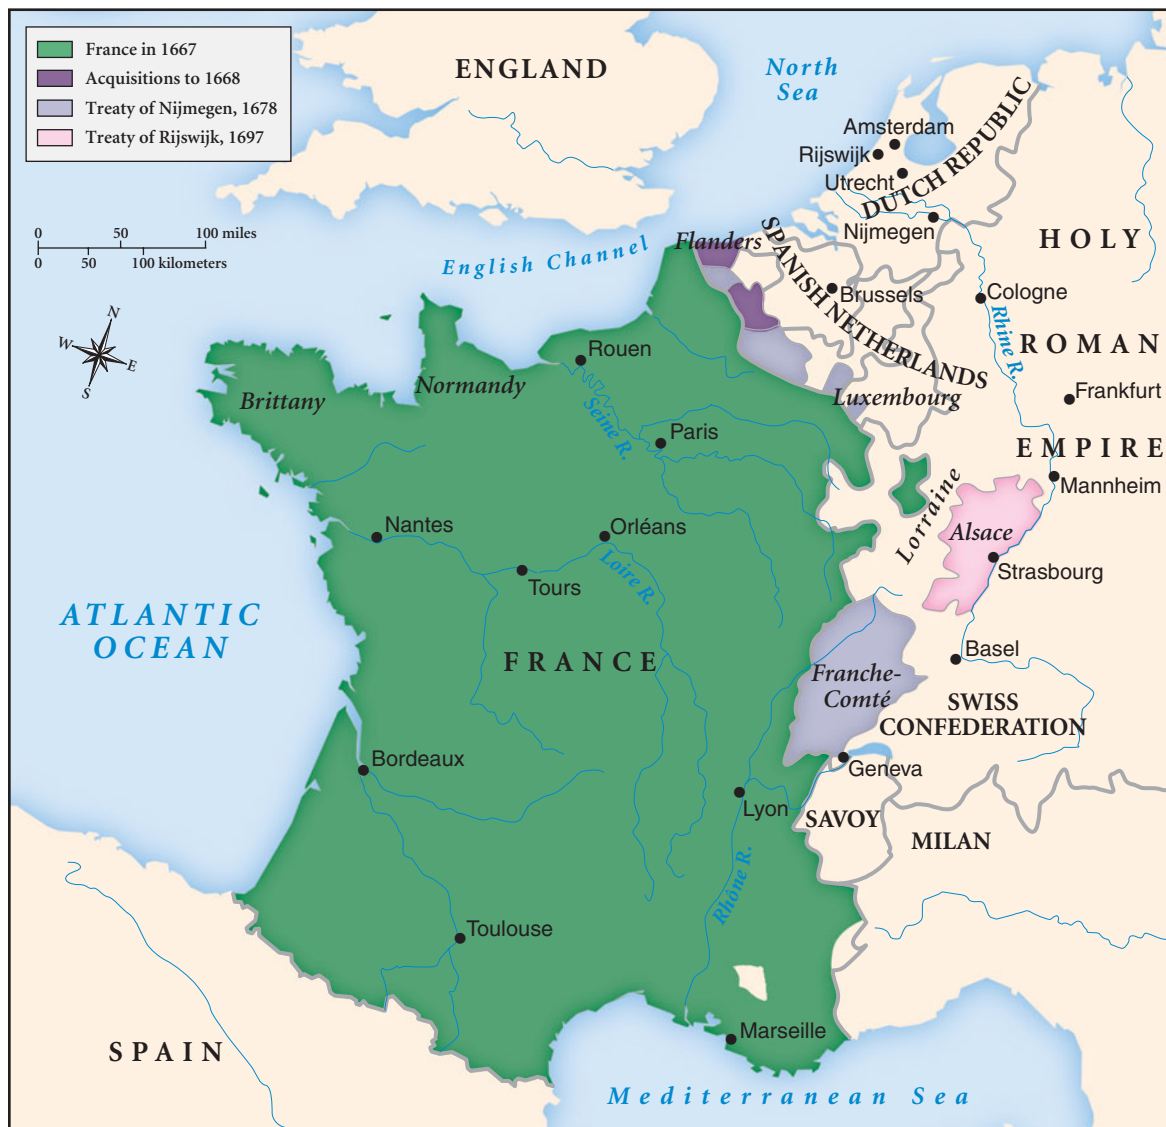 France in 1667
Acquisitions to 1668
Treaty of Nijmegen, 1678
Treaty of Rijswijk, 1697
ENGLAND
North
Sea
Amsterdam
Rijswijk
Utrecht
DUTCH REPUBLIC
Nijmegen
0 50 100 miles
0 50 100 kilometers
N
W
E
S
English Channel
Flanders
SPANISH NETHERLANDS
Brussels
HOLY
Cologne
Rhine R.
ROMAN
Rouen
Normandy
Brittany
Seine R.
Luxembourg
Frankfurt
Paris
EMPIRE
Mannheim
Lorraine
Nantes
Orléans
Alsace
Strasbourg
Tours
Loire R.
ATLANTIC
OCEAN
FRANCE
Basel
Franche-
Comté
SWISS
CONFEDERATION
Bordeaux
Geneva
Lyon
SAVOY
MILAN
Rhône R.
Toulouse
Marseille
SPAIN
Mediterranean Sea